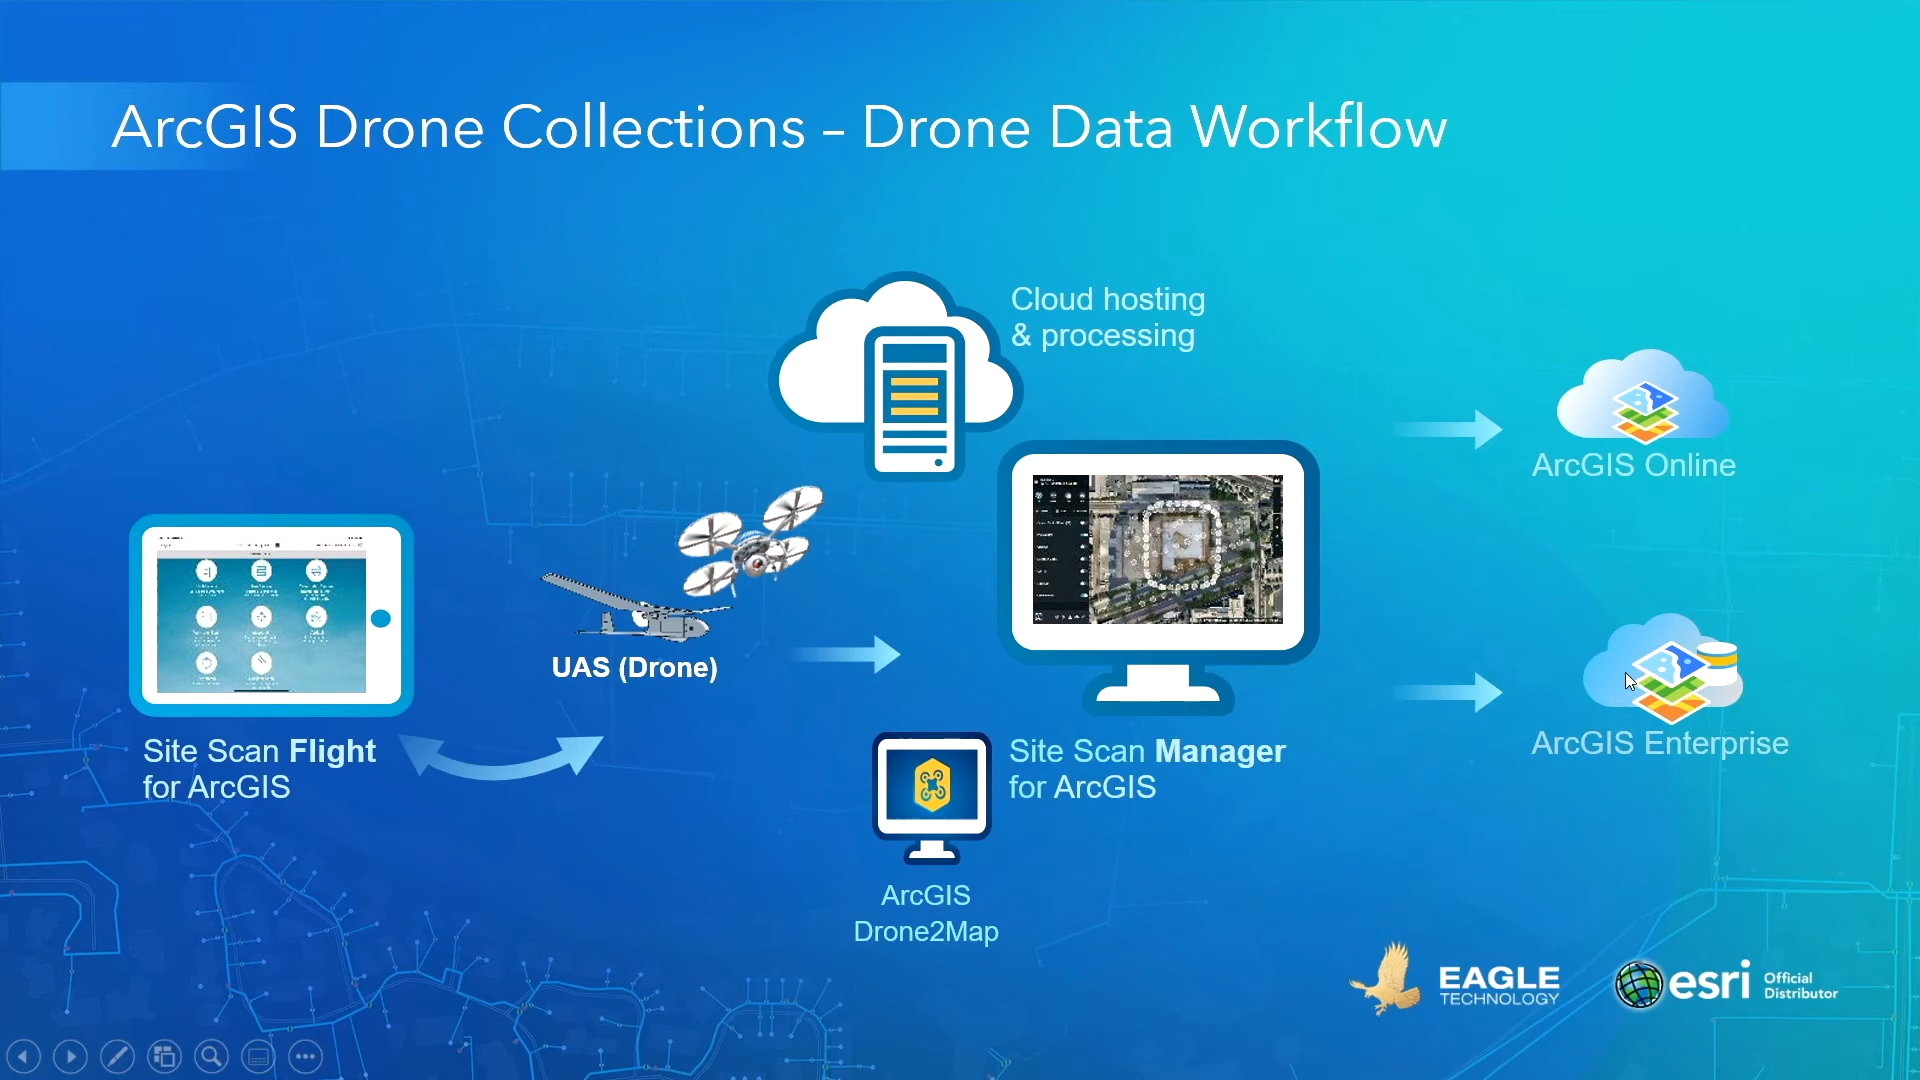 ArcGIS Drone Collections – Drone Data Workflow
Cloud hosting
& processing
ArcGIS Online
UAS (Drone)
Site Scan Flight
for ArcGIS
Site Scan Manager
for ArcGIS
ArcGIS Enterprise
ArcGIS
Drone2Map
EAGLE
TECHNOLOGY
esri Official
Distributor